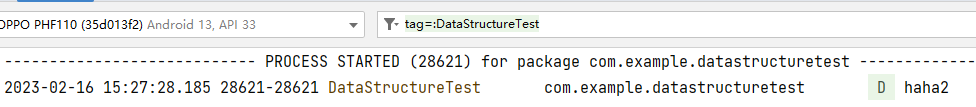 OPPO PHF110 (35d013f2) Android 13, API 33
tag=:DataStructureTest
--------------------------- PROCESS STARTED (28621) for package com.example.datastructuretest -------------
2023-02-16 15:27:28.185 28621-28621 DataStructureTest com.example.datastructuretest D haha2